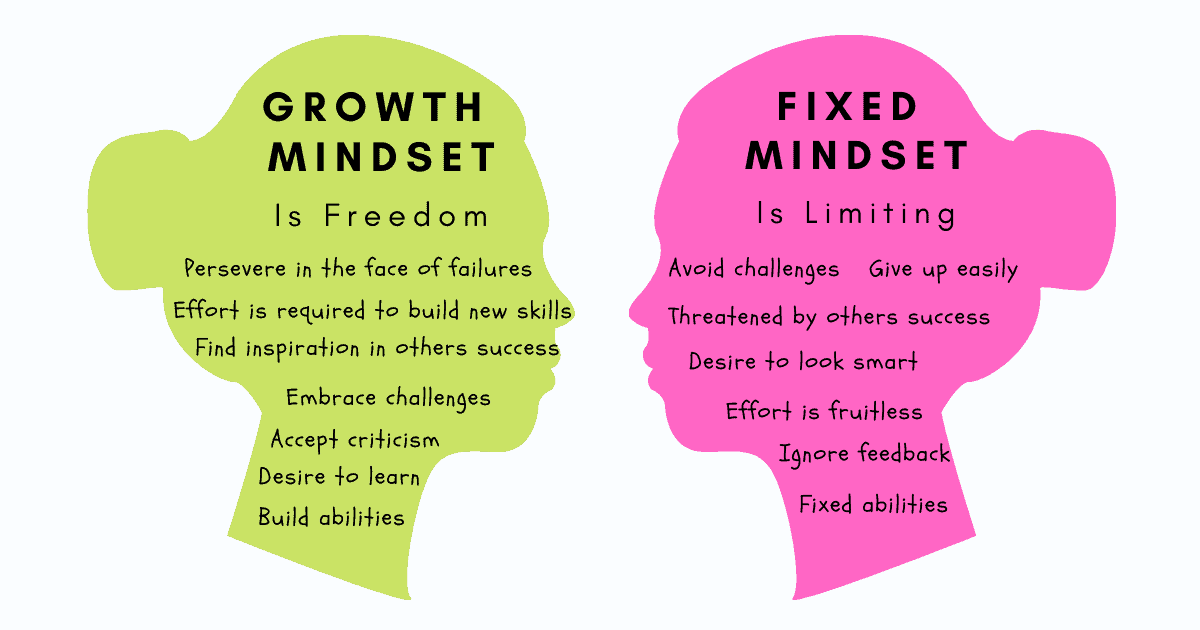 GROWTH
MINDSET
Is Freedom
Persevere in the face of failures
Effort is required to build new skills
Find inspiration in others success
Embrace challenges
Accept criticism
Desire to learn
Build abilities
FIXED
MINDSET
Is Limiting
Avoid challenges Give up easily
Threatened by others success
Desire to look smart
Effort is fruitless
Ignore feedback
Fixed abilities